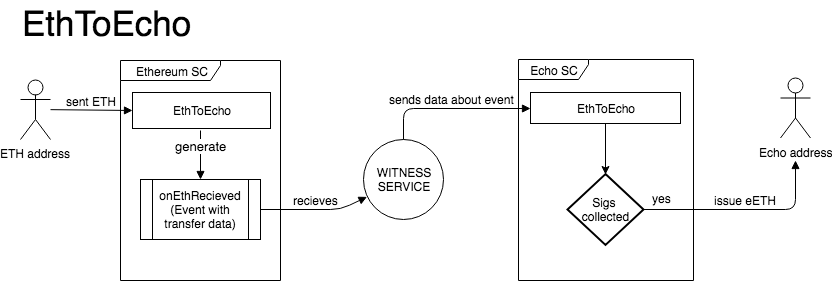 EthToEcho
Ethereum SC
Echo SC
sent ETH
EthToEcho
sends data about event
EthToEcho
ETH address
generate
Echo address
WITNESS
SERVICE
onEthRecieved
(Event with
transfer data)
recieves
Sigs
collected
yes
issue eETH